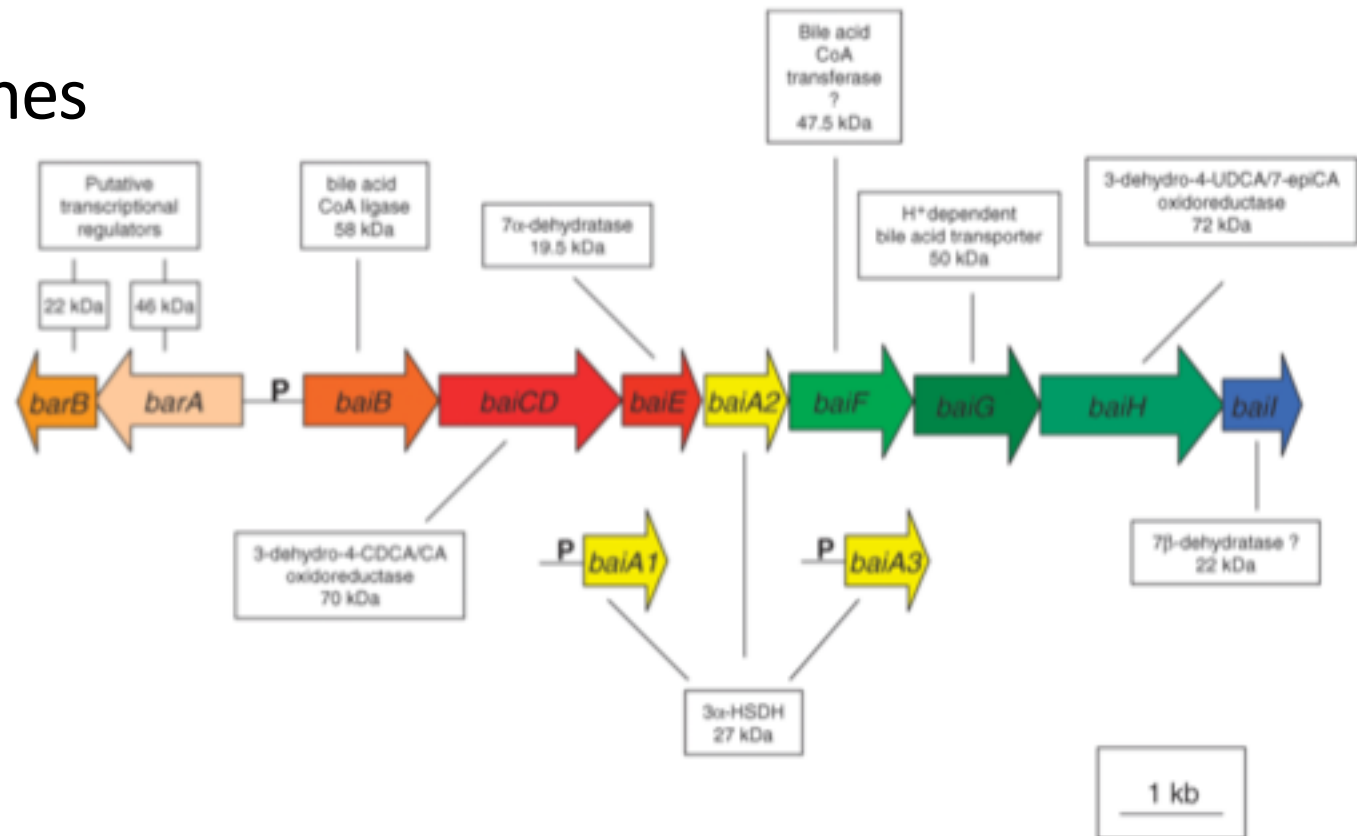 nes
Bile acid
CoA
transferase
?
47.5 kDa
Putative
transcriptional
regulators
bile acid
CoA ligase
58 kDa
7α-dehydratase
19.5 kDa
H+dependent
bile acid transporter
50 kDa
3-dehydro-4-UDCA/7-epiCA
oxidoreductase
72 kDa
22 kDa
46 kDa
barB
barA
P
baiB
baiCD
baiE
baiA2
baiF
baiG
baiH
baiI
3-dehydro-4-CDCA/CA
oxidoreductase
70 kDa
P
baiA1
P
baiA3
7β-dehydratase ?
22 kDa
3α-HSDH
27 kDa
1 kb